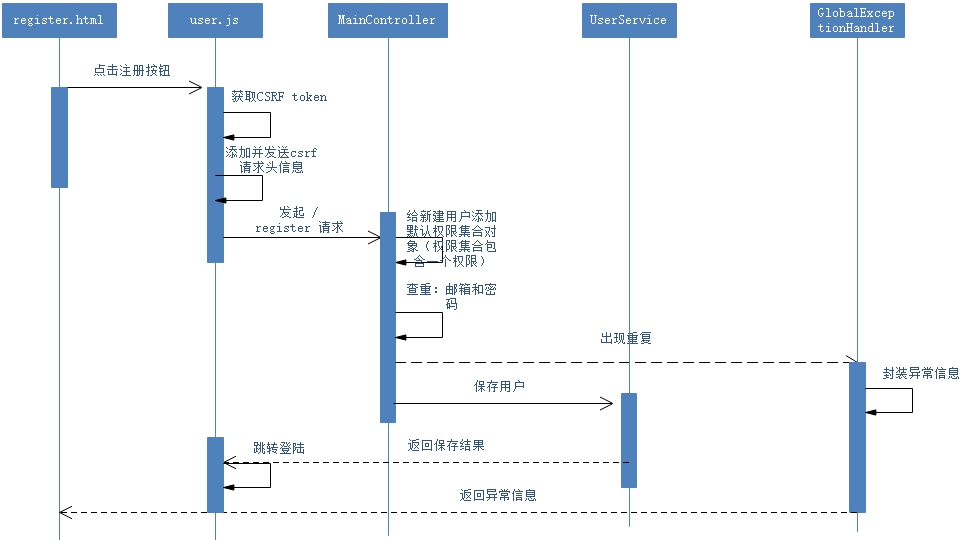 register.html
user.js
MainController
UserService
GlobalExcep
tionHandler
点击注册按钮
获取CSRF token
添加并发送csrf
请求头信息
发起 /
register 请求
给新建用户添加
默认权限集合对
象（权限集合包
含一个权限）
查重：邮箱和密
码
出现重复
封装异常信息
保存用户
返回保存结果
跳转登陆
返回异常信息